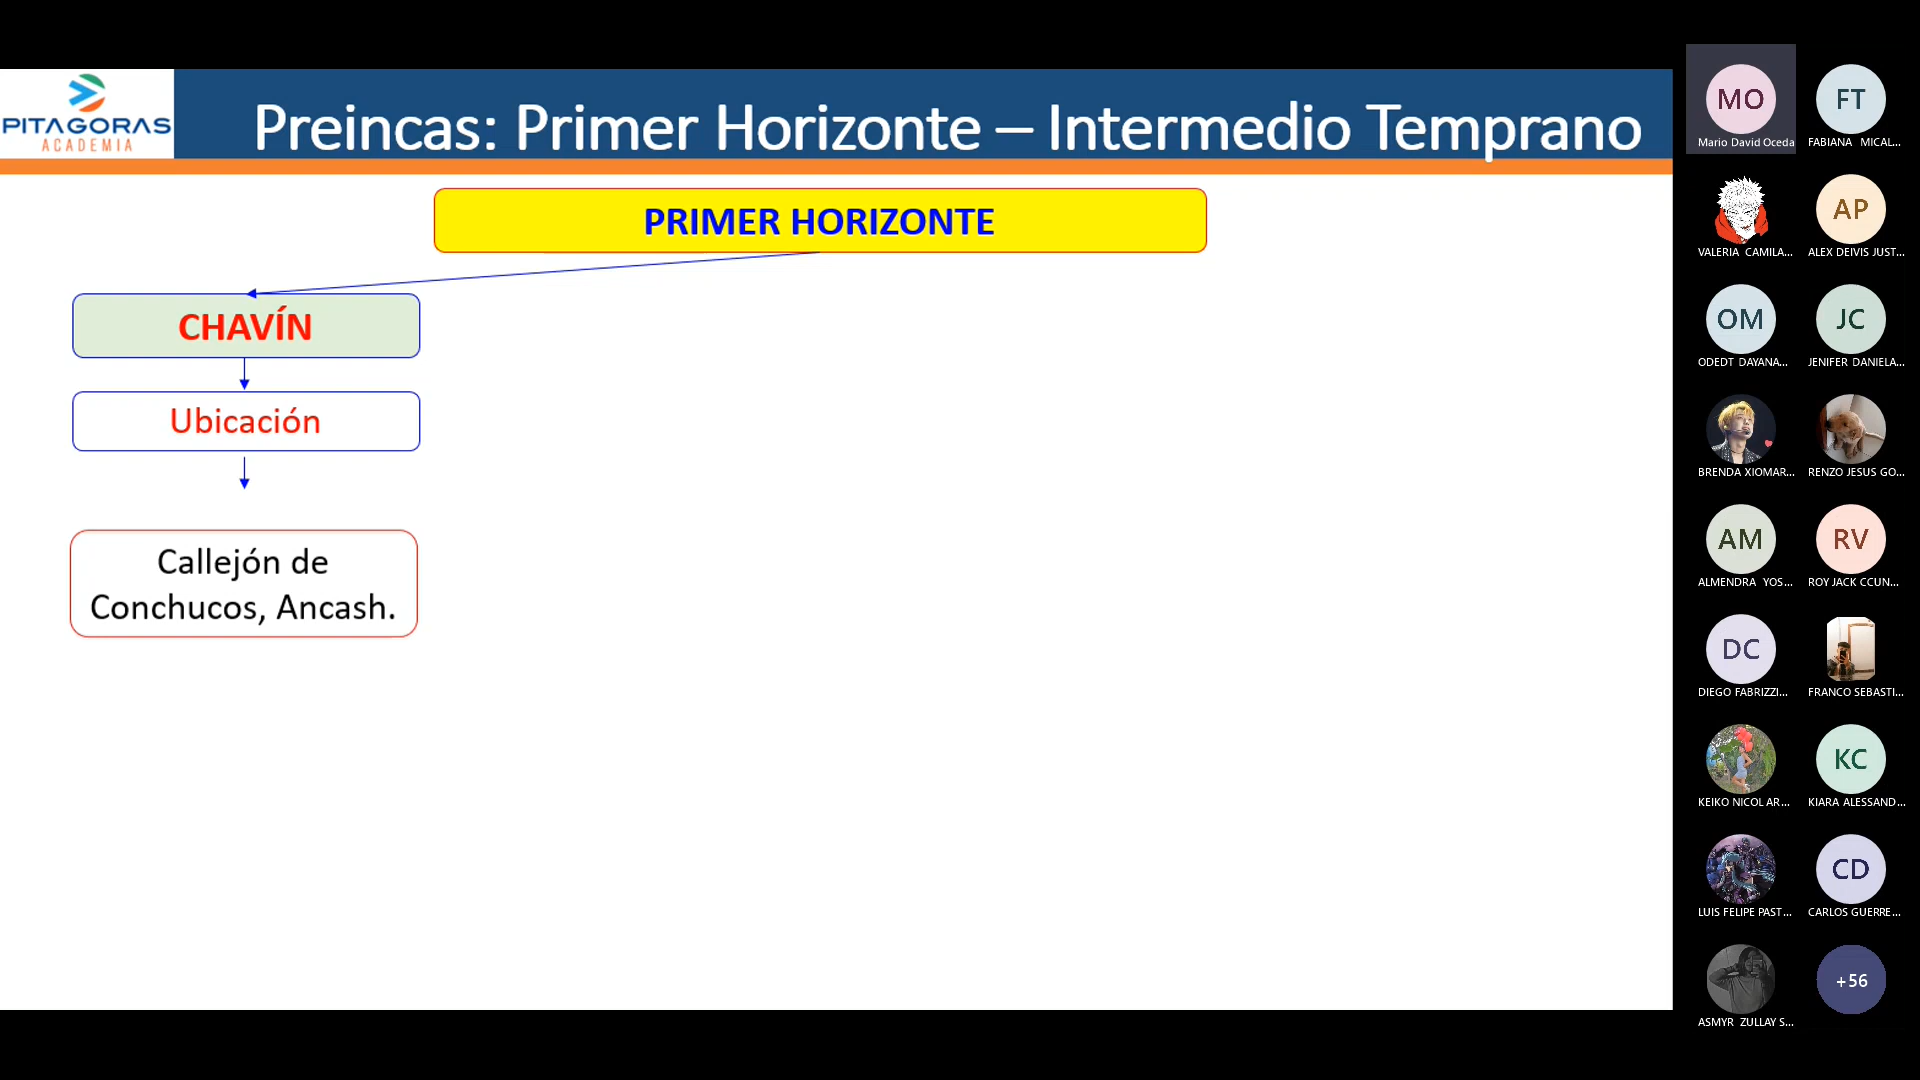 PITAGORAS
ACADEMIA
Preincas: Primer Horizonte – Intermedio Temprano
PRIMER HORIZONTE
CHAVÍN
Ubicación
Callejón de
Conchucos, Ancash.
MO
Mario David Oceda
FT
FABIANA MICAL...
VALERIA CAMILA...
AP
ALEX DEIVIS JUST...
OM
ODEDT DAYANA...
JC
JENIFER DANIELA...
BRENDA XIOMAR...
RENZO JESUS GO...
AM
ALMENDRA YOS...
RV
ROY JACK CCUN...
DC
DIEGO FABRIZZI...
FRANCO SEBASTI...
KEIKO NICOL AR...
KC
KIARA ALESSAND...
LUIS FELIPE PAST...
CD
CARLOS GUERRE...
ASMYR ZULLAY S...
+56